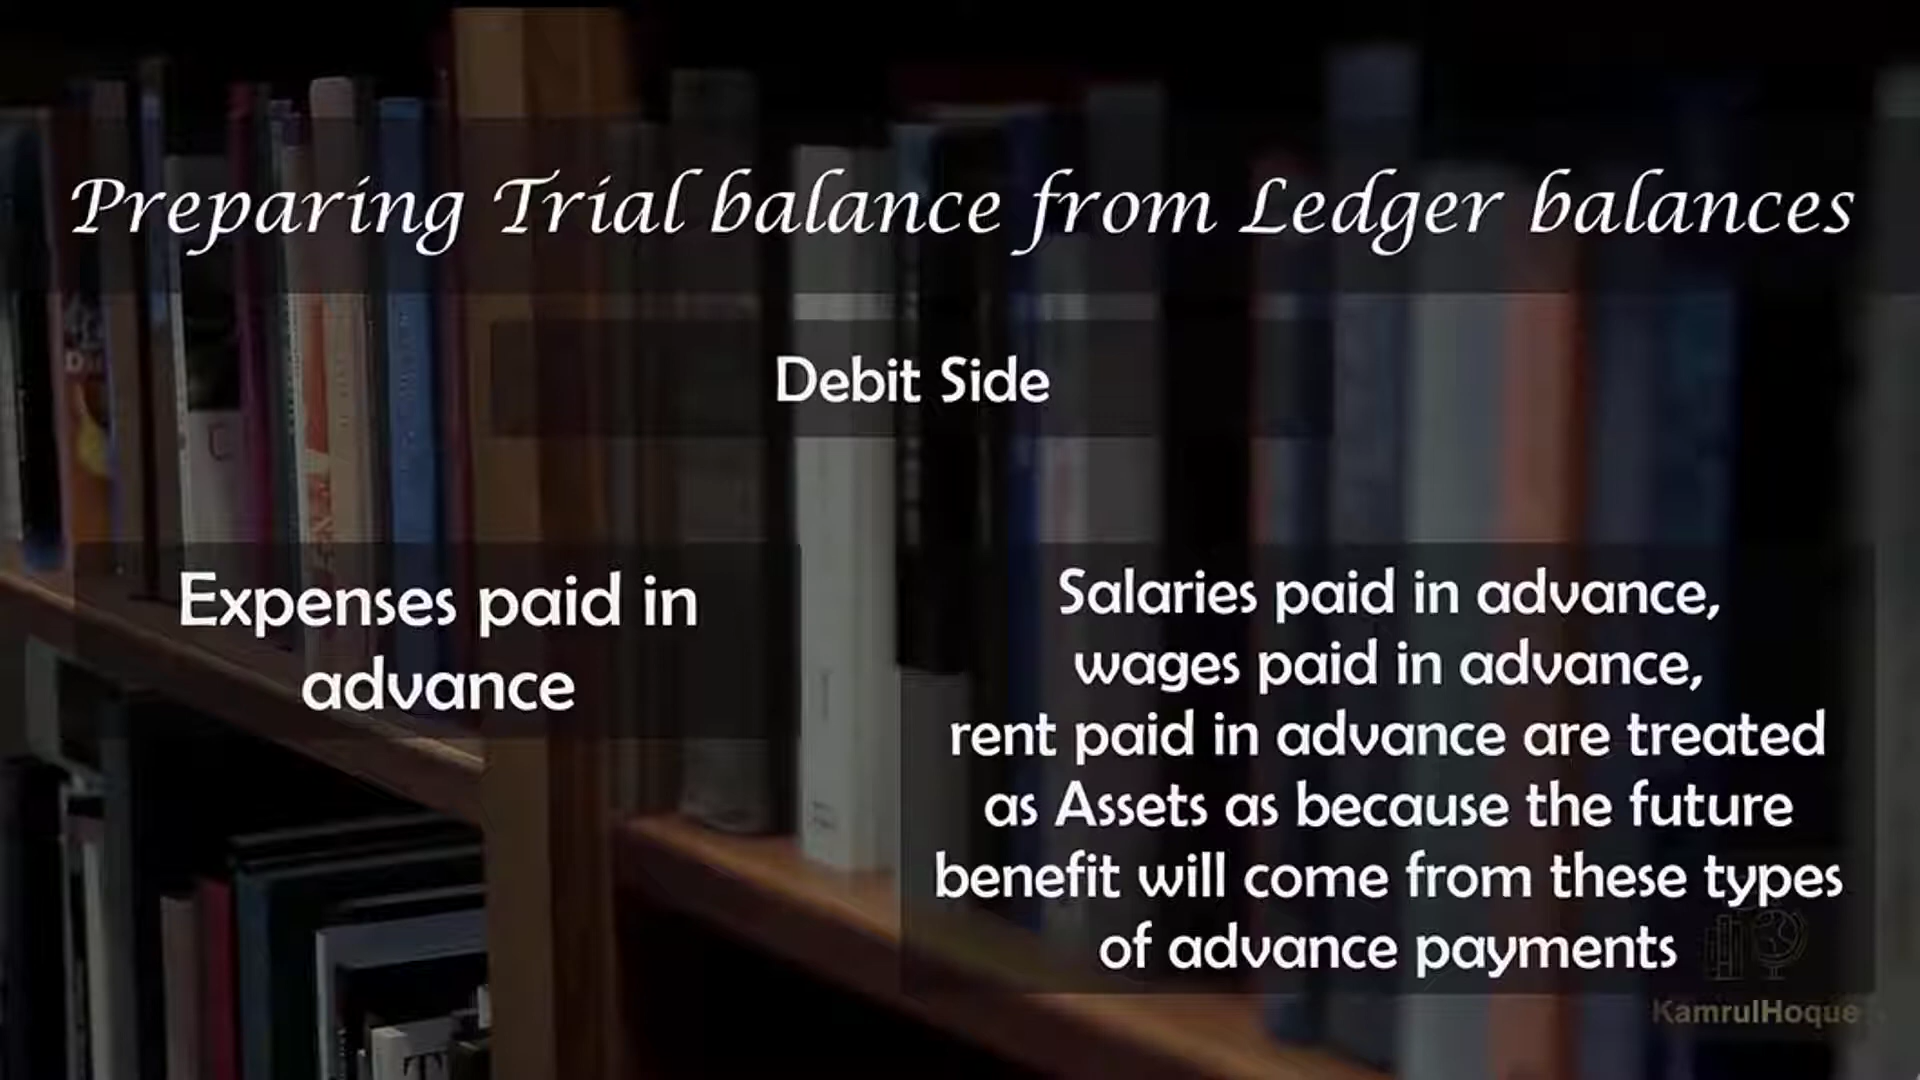 Preparing Trial balance from Ledger balances
Debit Side
Expenses paid in
advance
Salaries paid in advance,
wages paid in advance,
rent paid in advance are treated
as Assets as because the future
benefit will come from these types
of advance payments
KamrulHoque